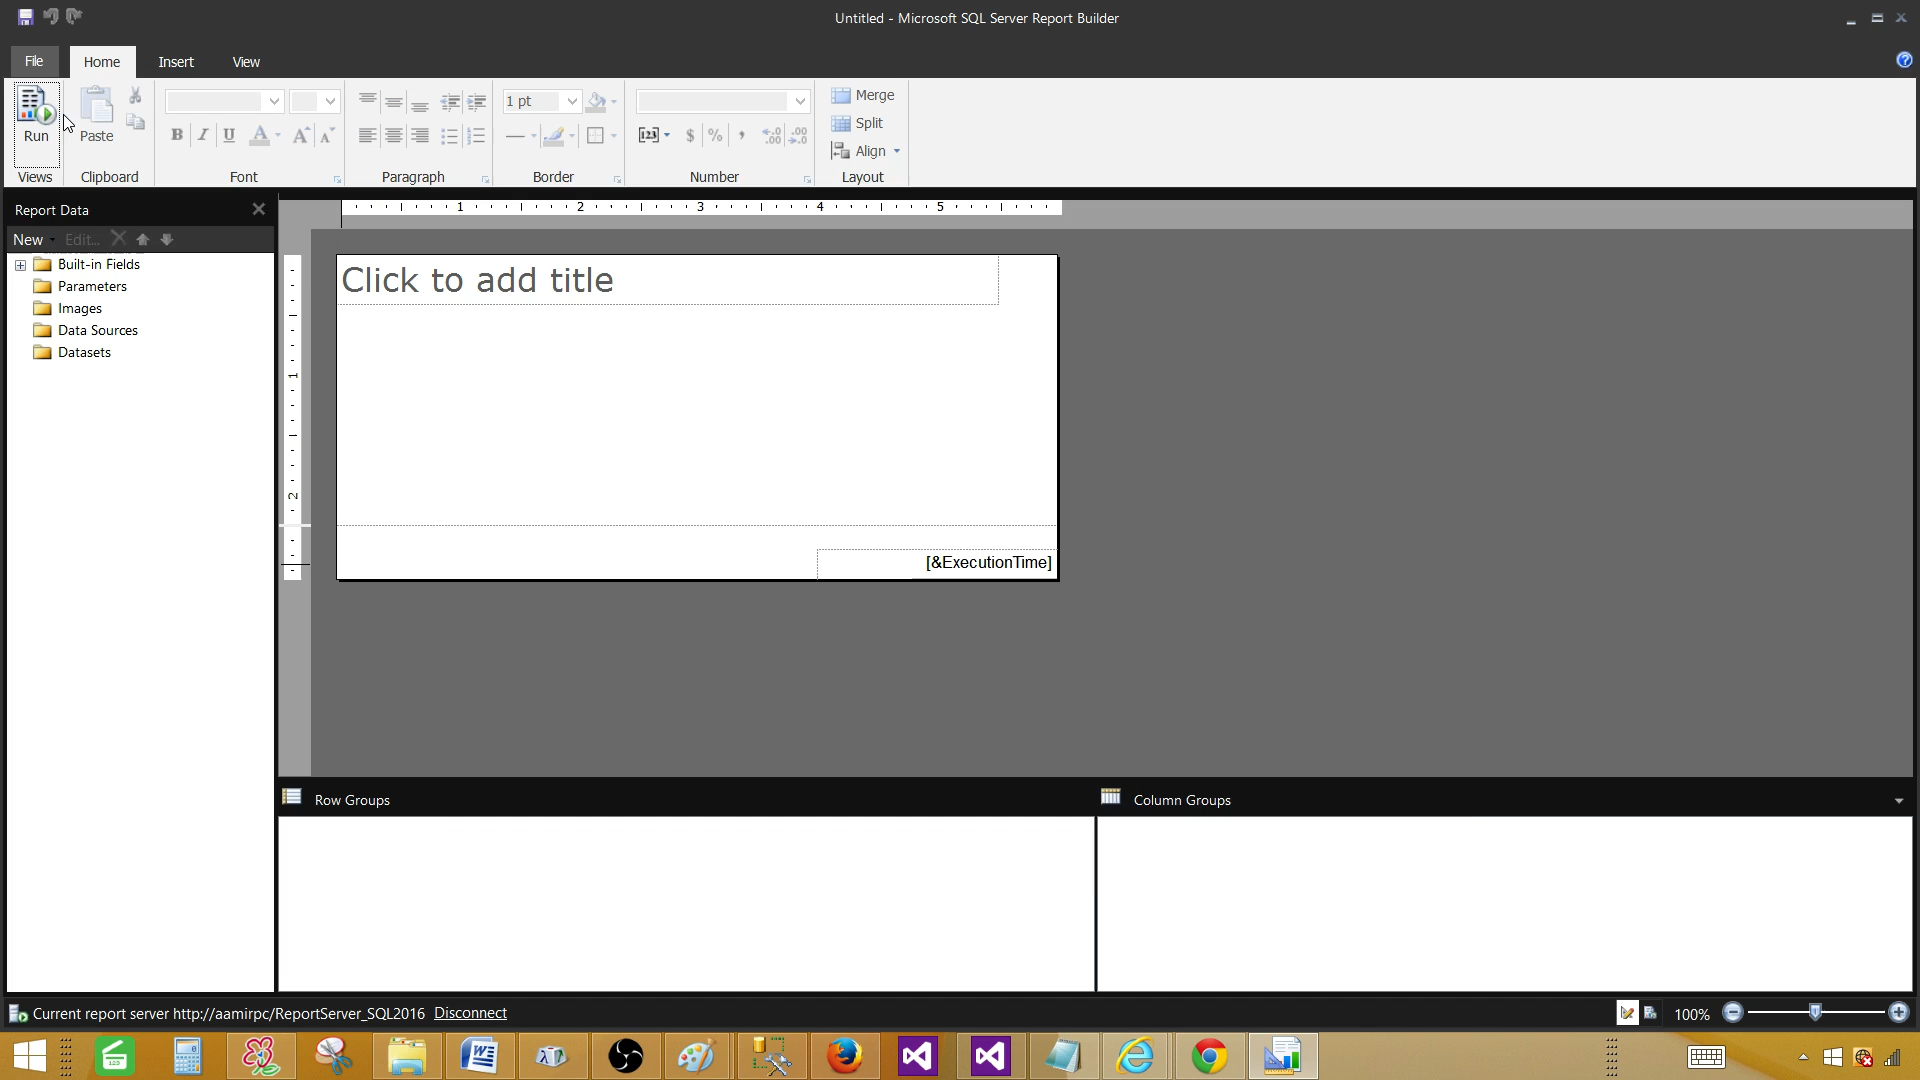 Untitled - Microsoft SQL Server Report Builder
File Home Insert View
Run Paste B I U A A A 1 pt $ % Merge Split Align
Views Clipboard Font Paragraph Border Number Layout
Report Data
New Edit...
Built-in Fields
Parameters
Images
Data Sources
Datasets
1 2 3 4 5
1
2
Click to add title
[&ExecutionTime]
Row Groups
Column Groups
Current report server http://aamirpc/ReportServer_SQL2016 Disconnect
100%